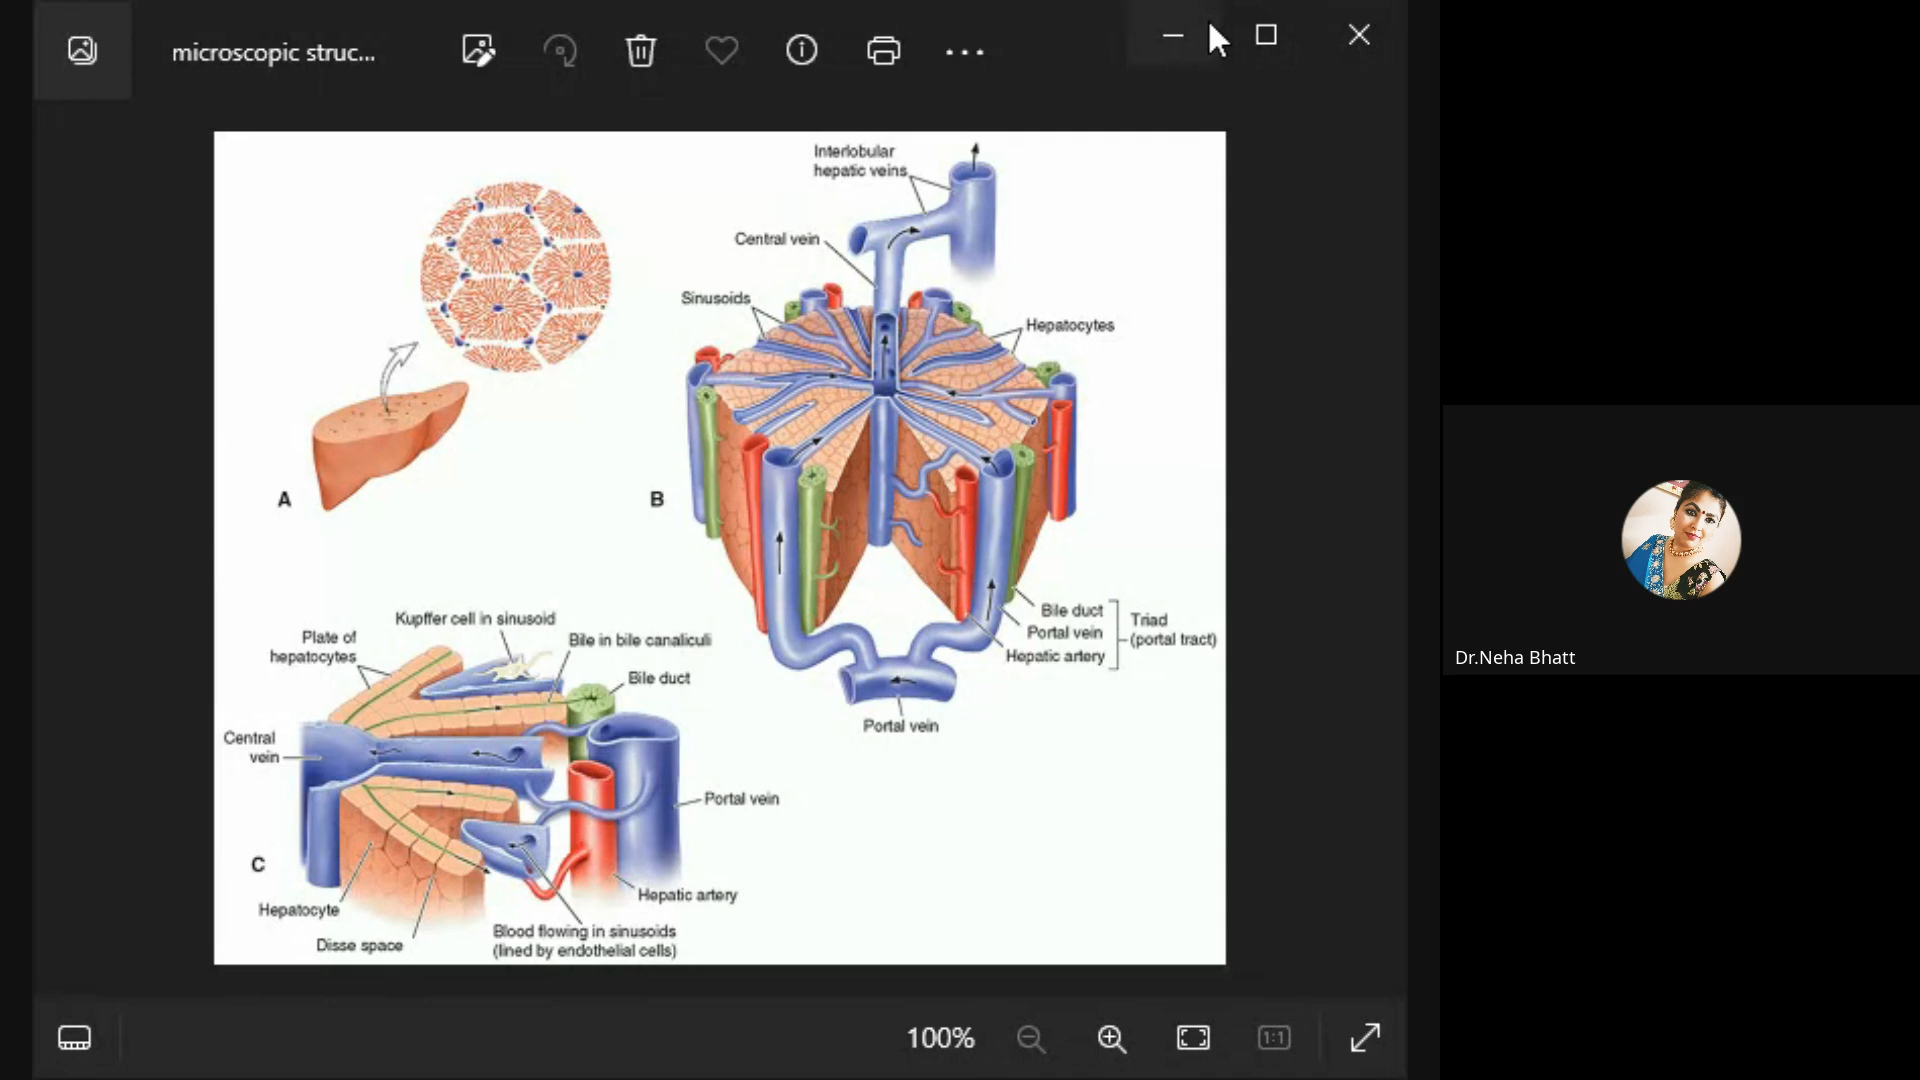 microscopic struc...
Interlobular
hepatic veins
Central vein
Sinusoids
Hepatocytes
A
B
Bile duct
Portal vein
Hepatic artery
Triad
(portal tract)
Portal vein
Kupffer cell in sinusoid
Plate of
hepatocytes
Bile in bile canaliculi
Bile duct
Central
vein
Portal vein
C
Hepatocyte
Disse space
Hepatic artery
Blood flowing in sinusoids
(lined by endothelial cells)
Dr.Neha Bhatt
100%
1:1